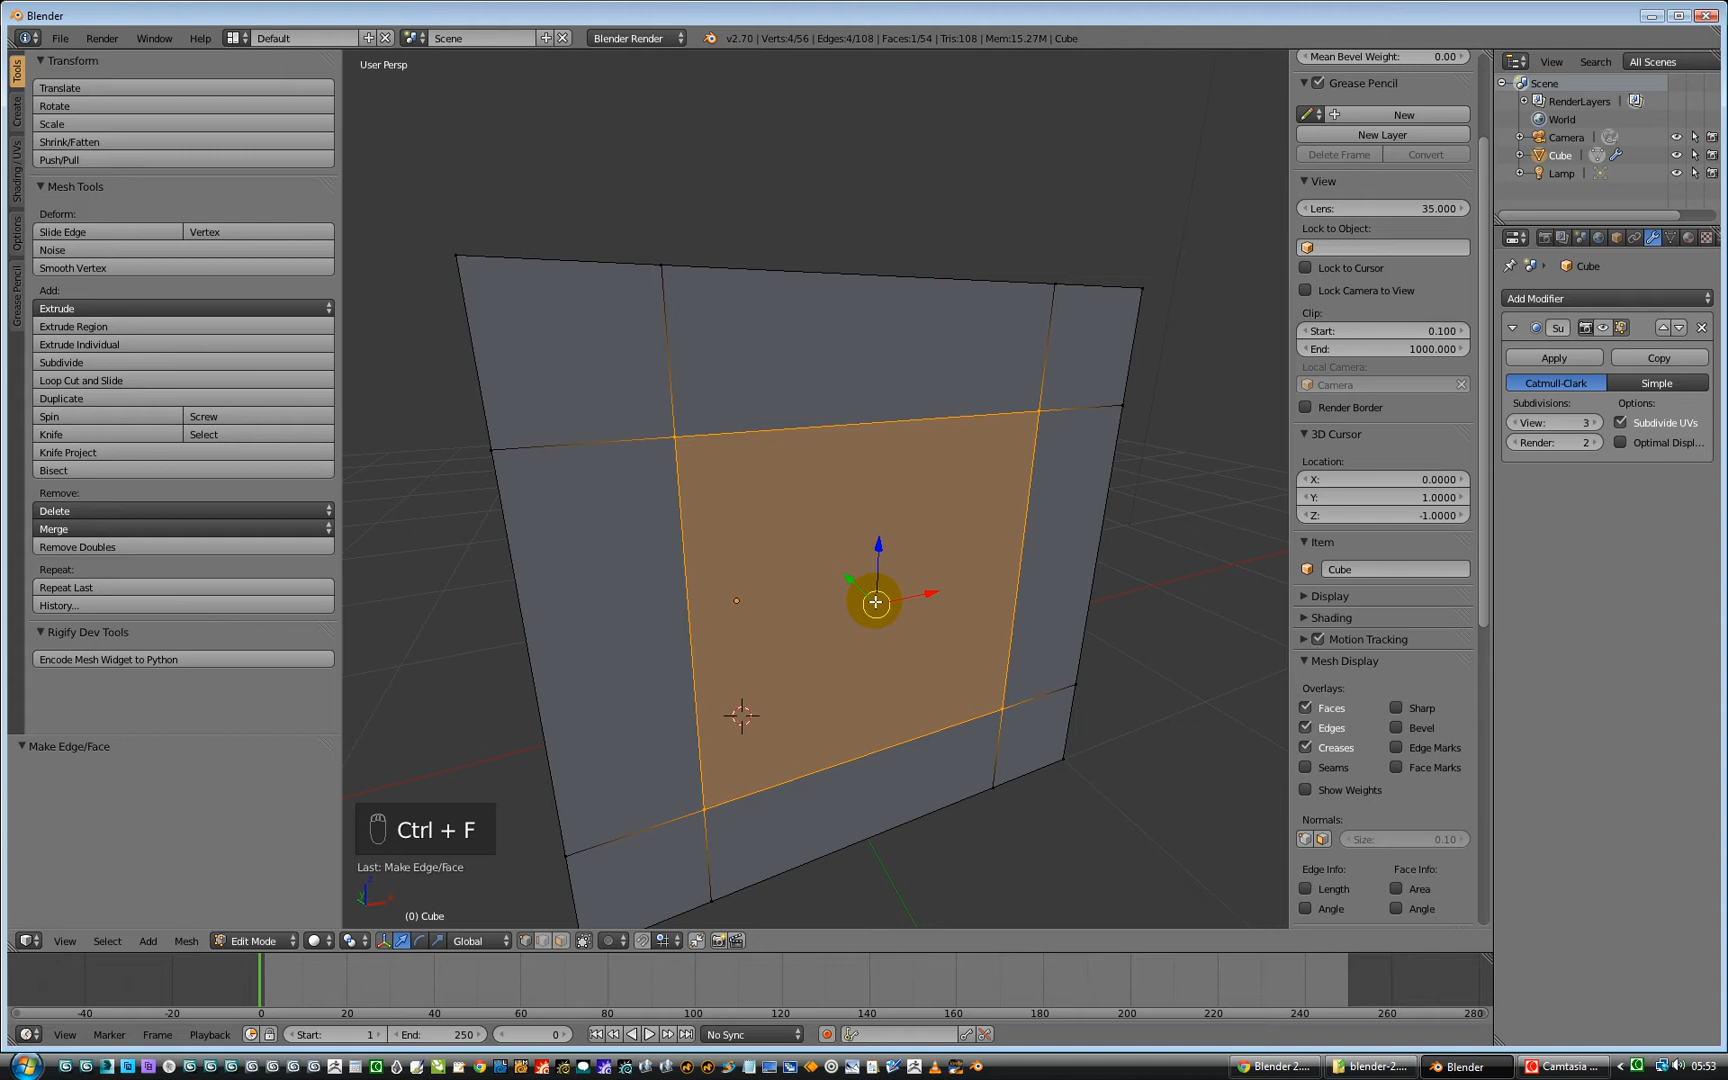 Blender
File Render Window Help Default Scene Blender Render v2.70 | Verts:4/56 | Edges:4/108 | Faces:1/54 | Tris:108 | Mem:15.27M | Cube
Tools
Create
Shading / UVs
Options
Grease Pencil
Transform
Translate
Rotate
Scale
Shrink/Fatten
Push/Pull
Mesh Tools
Deform:
Slide Edge Vertex
Noise
Smooth Vertex
Add:
Extrude
Extrude Region
Extrude Individual
Subdivide
Loop Cut and Slide
Duplicate
Spin Screw
Knife Select
Knife Project
Bisect
Remove:
Delete
Merge
Remove Doubles
Repeat:
Repeat Last
History...
Rigify Dev Tools
Encode Mesh Widget to Python
Make Edge/Face
User Persp
Ctrl + F
Last: Make Edge/Face
(0) Cube
Mean Bevel Weight: 0.00
Grease Pencil
New
New Layer
Delete Frame Convert
View
Lens: 35.000
Lock to Object:
Lock to Cursor
Lock Camera to View
Clip:
Start: 0.100
End: 1000.000
Local Camera:
Camera
Render Border
3D Cursor
Location:
X: 0.0000
Y: 1.0000
Z: -1.0000
Item
Cube
Display
Shading
Motion Tracking
Mesh Display
Overlays:
Faces Sharp
Edges Bevel
Creases Edge Marks
Seams Face Marks
Show Weights
Normals:
Size: 0.10
Edge Info: Face Info:
Length Area
Angle Angle
View Search All Scenes
Scene
RenderLayers
World
Camera
Cube
Lamp
Cube
Add Modifier
Su
Apply Copy
Catmull-Clark Simple
Subdivisions: Options:
View: 3 Subdivide UVs
Render: 2 Optimal Displ...
View Select Add Mesh Edit Mode Global
-40 -20 0 20 40 60 80 100 120 140 160 180 200 220 240 260 280
View Marker Frame Playback Start: 1 End: 250 0 No Sync
Blender 2.... blender-2.... Blender Camtasia ... 05:53